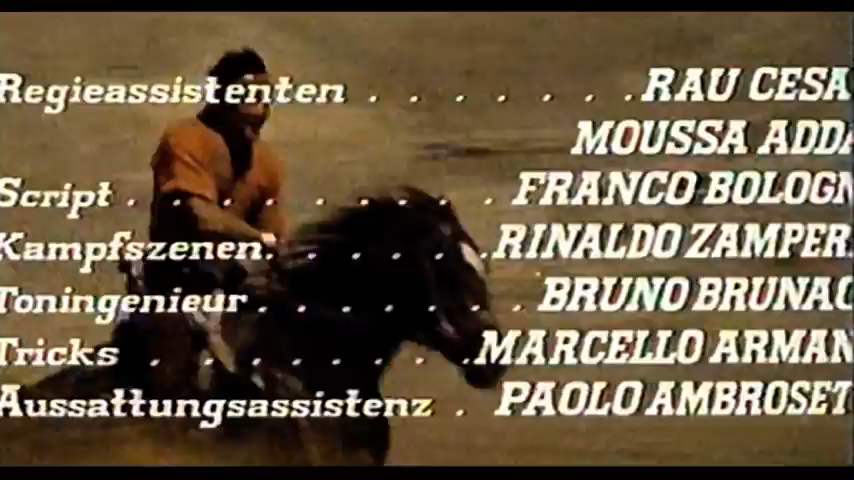 Regieassistenten . . . . . . . RAU CESA
MOUSSA ADDA
Script . . . . . . . . FRANCO BOLOGN
Kampfszenen. . . . . . RINALDO ZAMPER
Toningenieur . . . . . . BRUNO BRUNAC
Tricks . . . . . . . MARCELLO ARMAN
Aussattungsassistenz . PAOLO AMBROSET